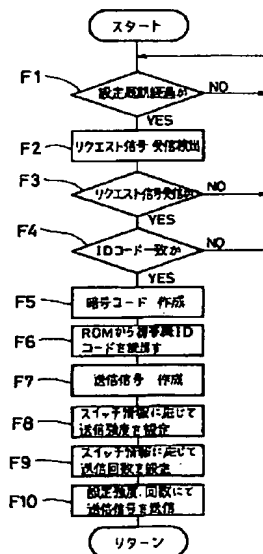 スタート
F1
設定周期経過か
NO
YES
F2
リクエスト信号 受信検出
F3
リクエスト信号受信か
NO
YES
F4
IDコード一致か
NO
YES
F5
暗号コード 作成
F6
ROMから携帯機ID
コードを読出す
F7
送信信号 作成
F8
スイッチ情報に応じて
送信強度を設定
F9
スイッチ情報に応じて
送信回数を設定
F10
設定強度、回数にて
送信信号を送信
リターン